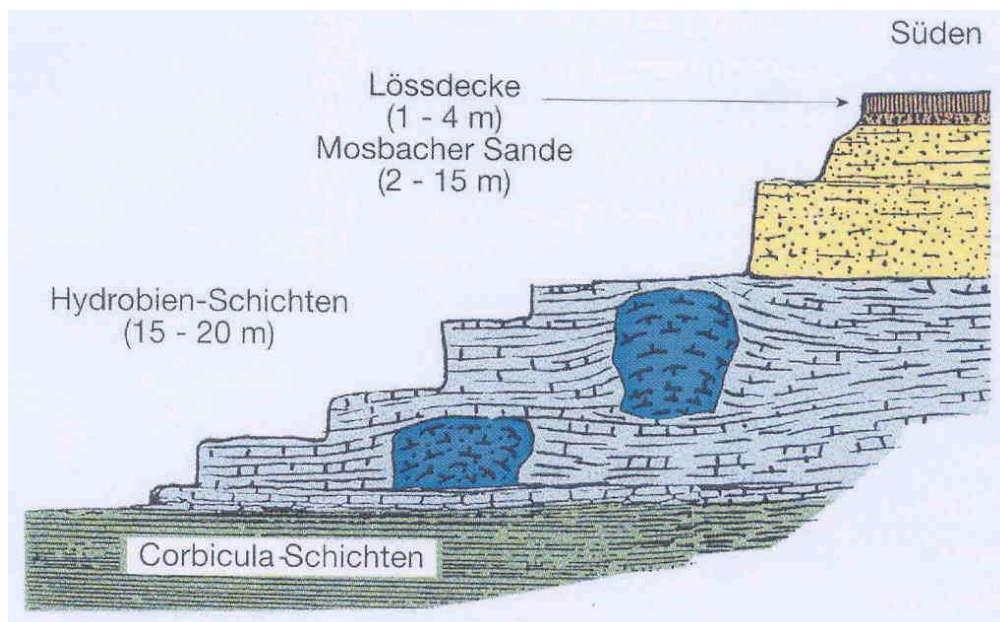 Süden
Lössdecke
(1 - 4 m)
Mosbacher Sande
(2 - 15 m)
Hydrobien-Schichten
(15 - 20 m)
Corbicula-Schichten